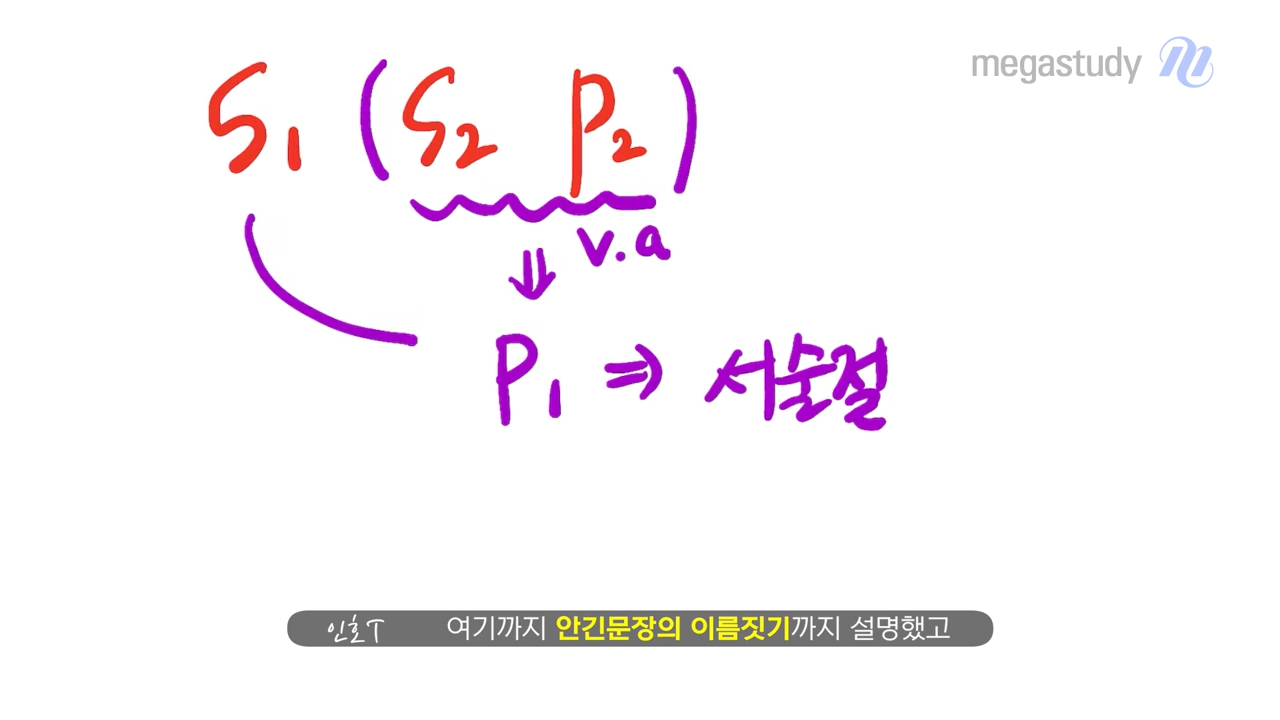 megastudy
S1 (S2 P2)
v.a
⇓
P1 ⇒ 서술절
인호T 여기까지 안긴문장의 이름짓기까지 설명했고